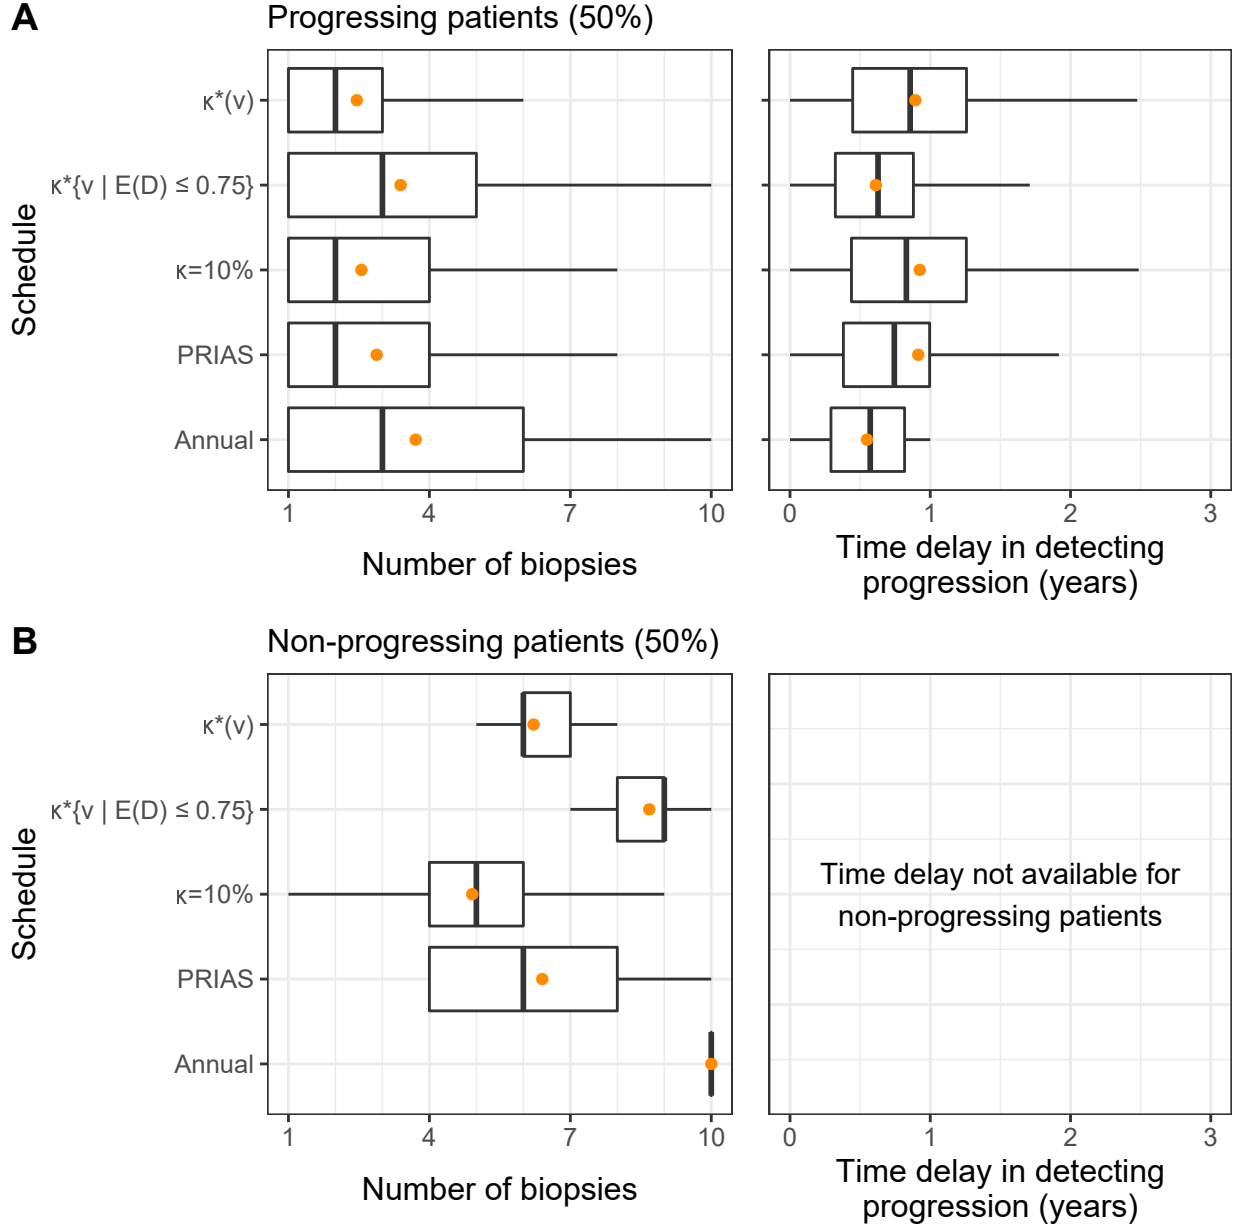 A
Progressing patients (50%)
Schedule
κ*(v)
κ*{v | E(D) ≤ 0.75}
κ=10%
PRIAS
Annual
1 4 7 10
Number of biopsies
0 1 2 3
Time delay in detecting
progression (years)
B
Non-progressing patients (50%)
Schedule
κ*(v)
κ*{v | E(D) ≤ 0.75}
κ=10%
PRIAS
Annual
1 4 7 10
Number of biopsies
Time delay not available for
non-progressing patients
0 1 2 3
Time delay in detecting
progression (years)